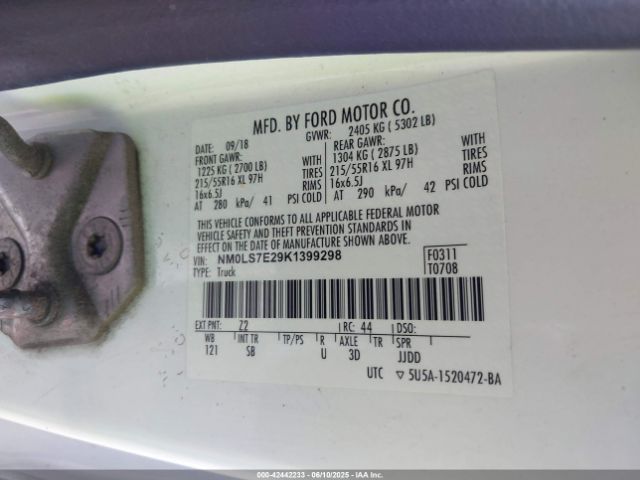 MFD. BY FORD MOTOR CO.
DATE: 09/18 GVWR: 2405 KG ( 5302 LB)
FRONT GAWR: WITH REAR GAWR: WITH
1225 KG ( 2700 LB) TIRES 1304 KG ( 2875 LB) TIRES
215/55R16 XL 97H RIMS 215/55R16 XL 97H RIMS
16x6.5J 16x6.5J
AT 280 kPa/ 41 PSI COLD AT 290 kPa/ 42 PSI COLD
THIS VEHICLE CONFORMS TO ALL APPLICABLE FEDERAL MOTOR
VEHICLE SAFETY AND THEFT PREVENTION STANDARDS IN
EFFECT ON THE DATE OF MANUFACTURE SHOWN ABOVE.
VIN: NM0LS7E29K1399298 F0311
TYPE: Truck T0708
EXT PNT: Z2 RC: 44 DSO:
WB INT TR TP/PS R AXLE TR SPR
121 SB U 3D JJDD
UTC ▽ 5U5A-1520472-BA
000-42442233 - 06/10/2025 - IAA Inc.